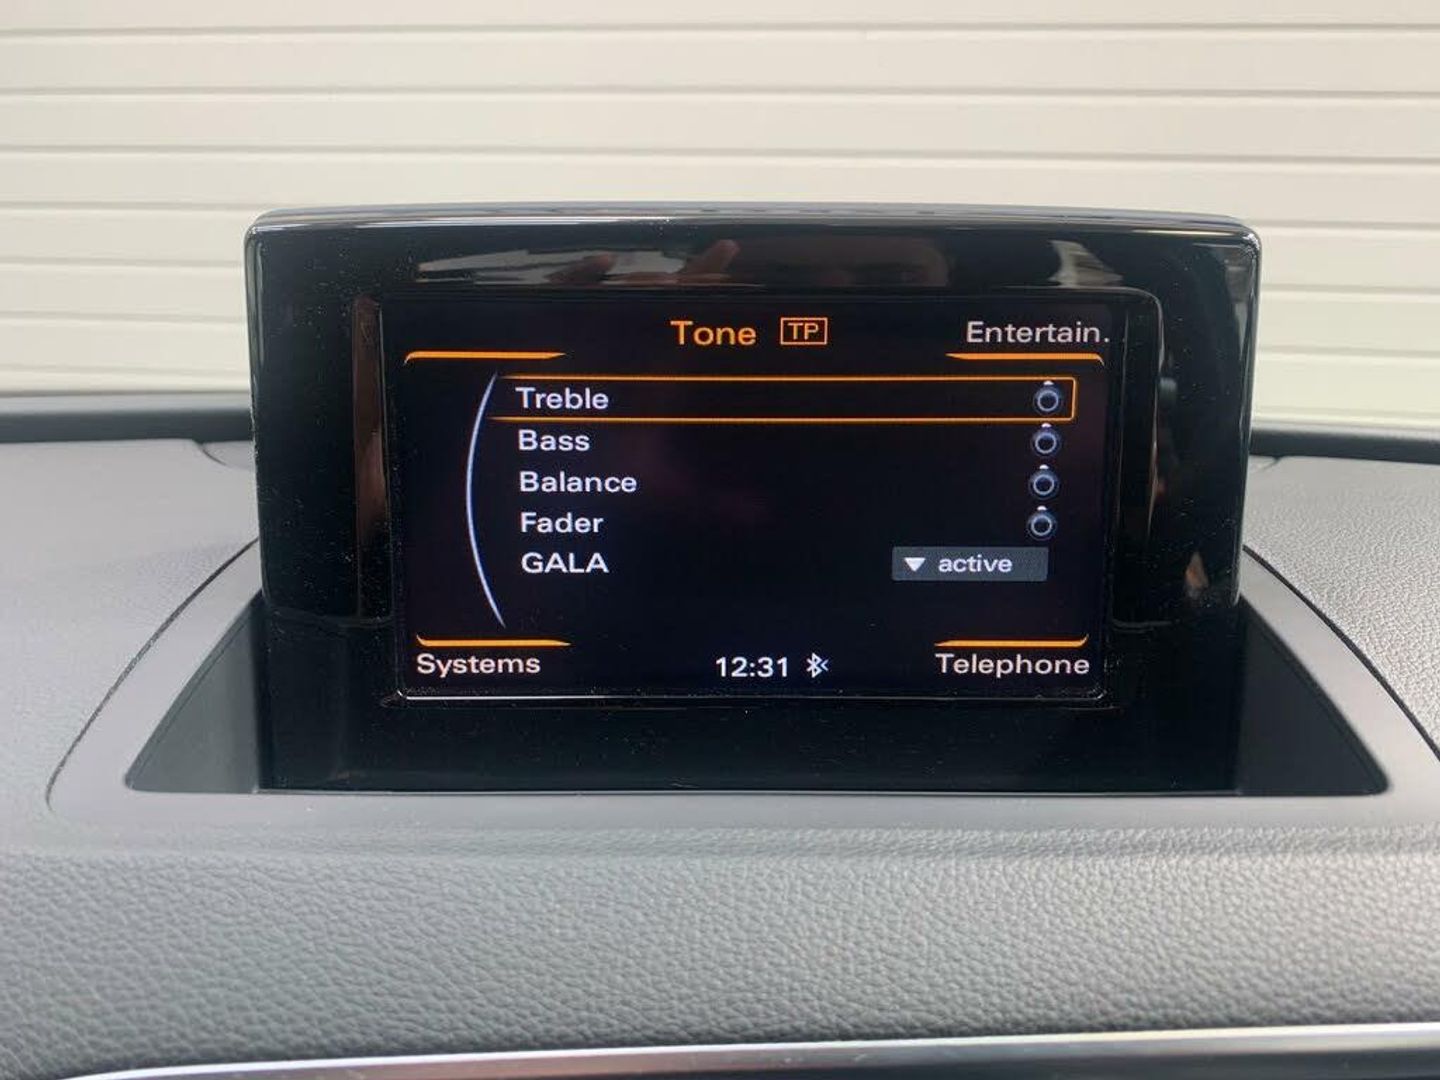 Tone TP Entertain.
Treble
Bass
Balance
Fader
GALA active
Systems 12:31 Telephone